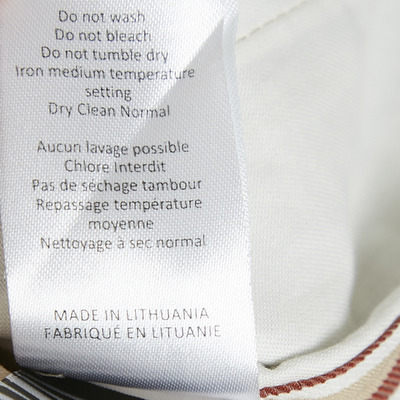 Do not wash
Do not bleach
Do not tumble dry
Iron medium temperature
setting
Dry Clean Normal
Aucun lavage possible
Chlore Interdit
Pas de séchage tambour
Repassage température
moyenne
Nettoyage à sec normal
MADE IN LITHUANIA
FABRIQUÉ EN LITUANIE